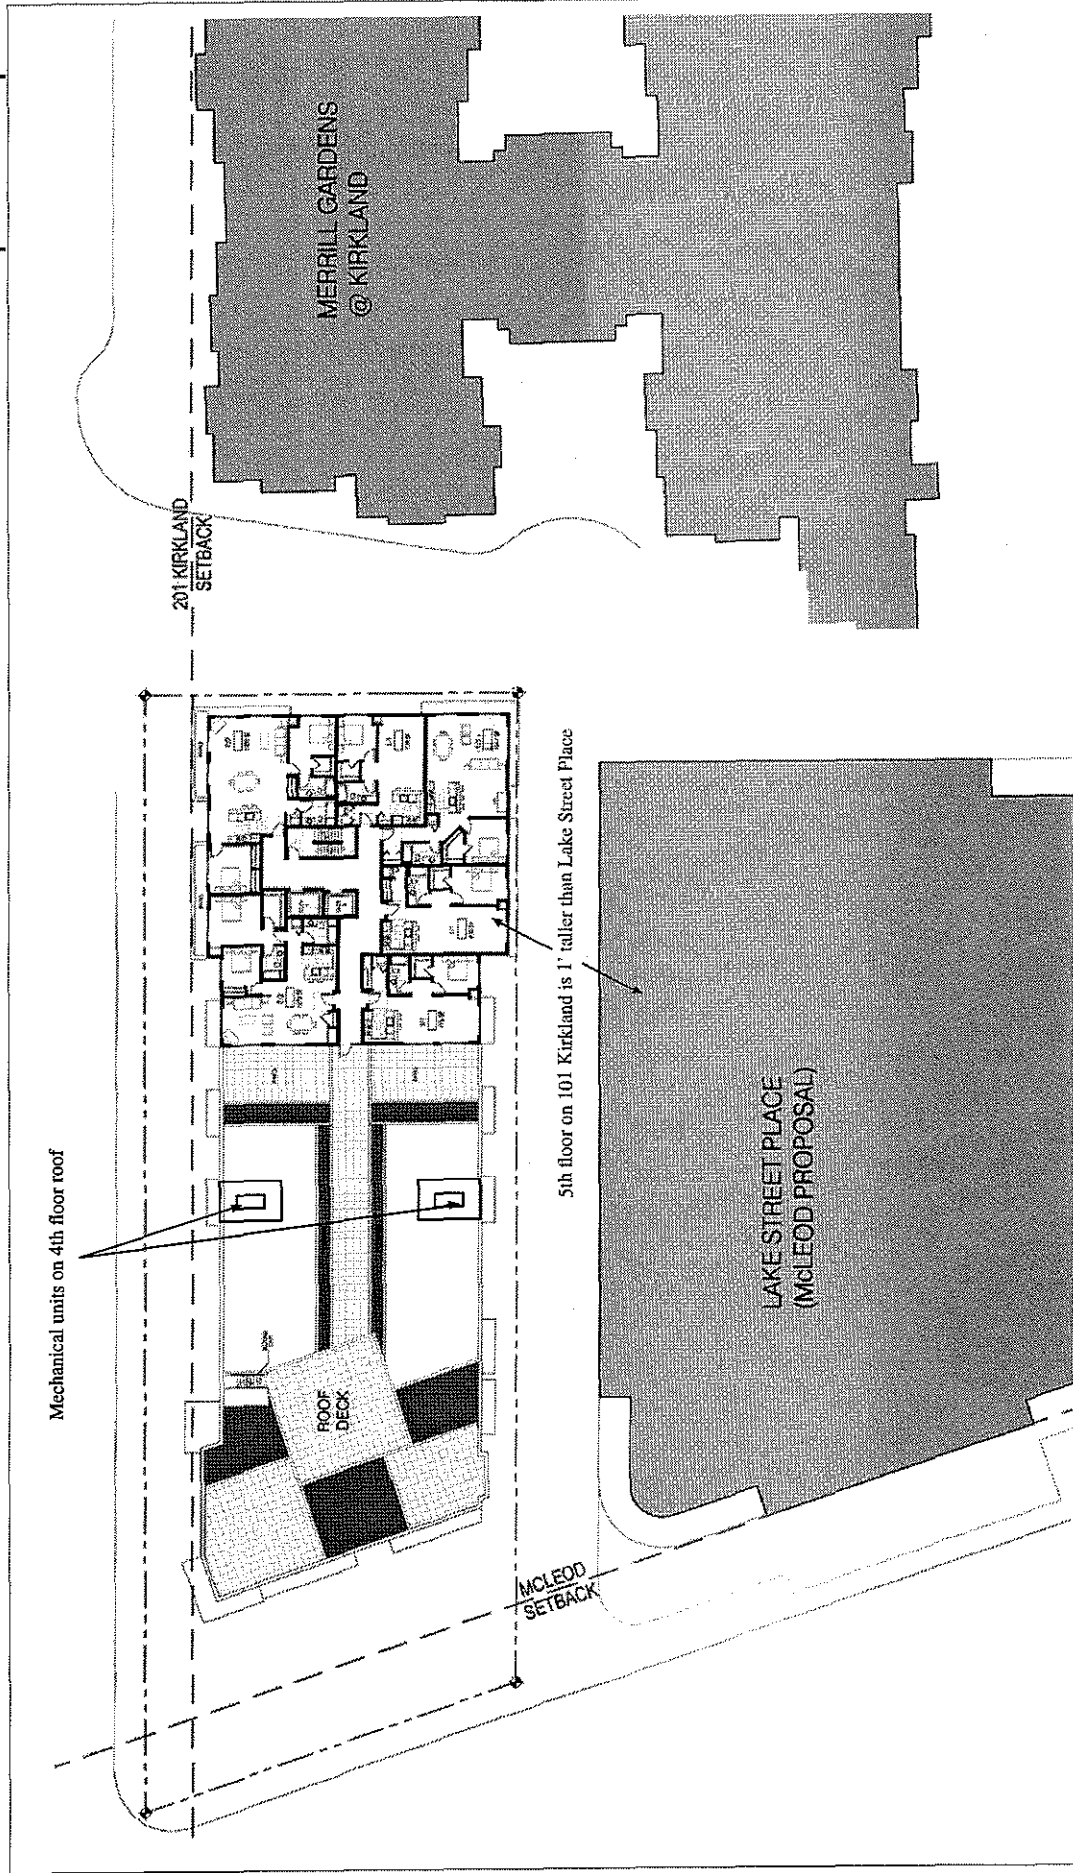 Mechanical units on 4th floor roof
201 KIRKLAND
SETBACK
MERRILL GARDENS
@ KIRKLAND
ROOF
DECK
5th floor on 101 Kirkland is 1' taller than Lake Street Place
MCLEOD
SETBACK
LAKE STREET PLACE
(McLEOD PROPOSAL)